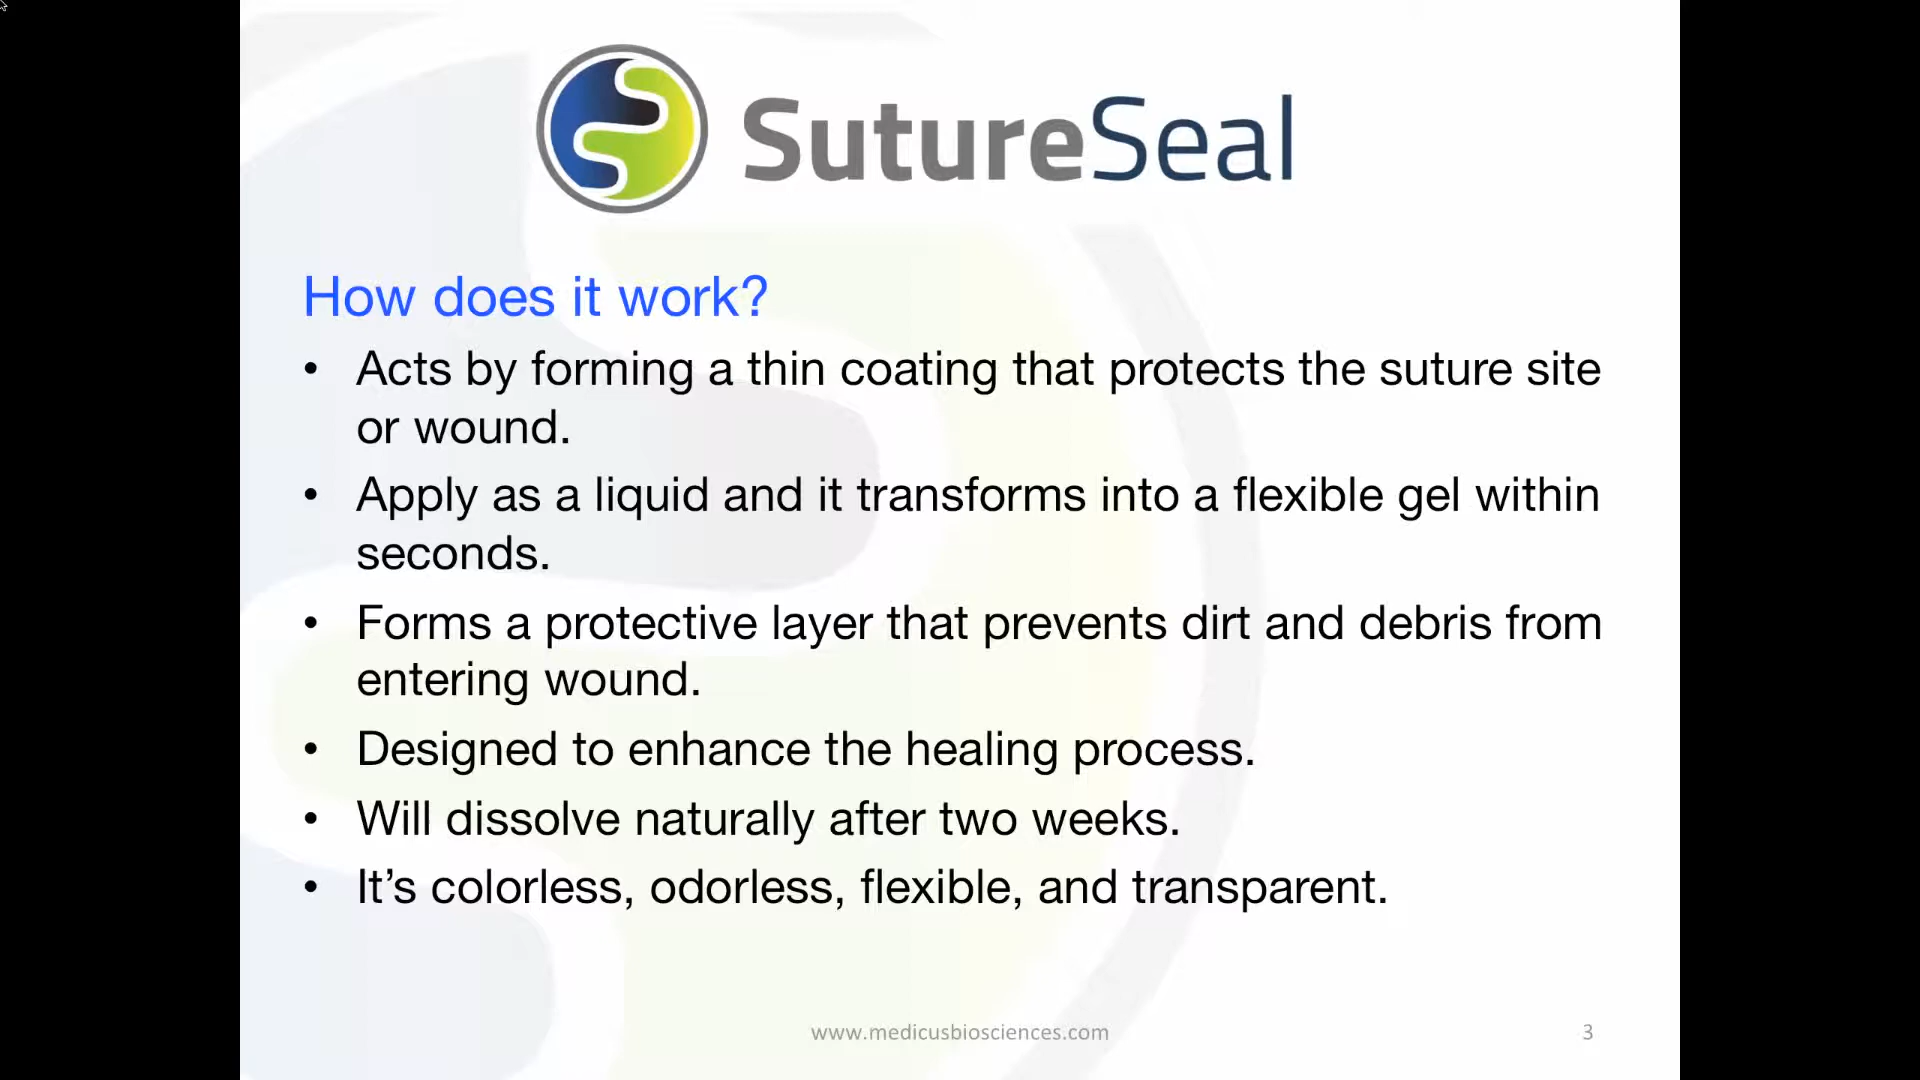 SutureSeal
How does it work?
• Acts by forming a thin coating that protects the suture site
or wound.
• Apply as a liquid and it transforms into a flexible gel within
seconds.
• Forms a protective layer that prevents dirt and debris from
entering wound.
• Designed to enhance the healing process.
• Will dissolve naturally after two weeks.
• It’s colorless, odorless, flexible, and transparent.
www.medicusbiosciences.com
3